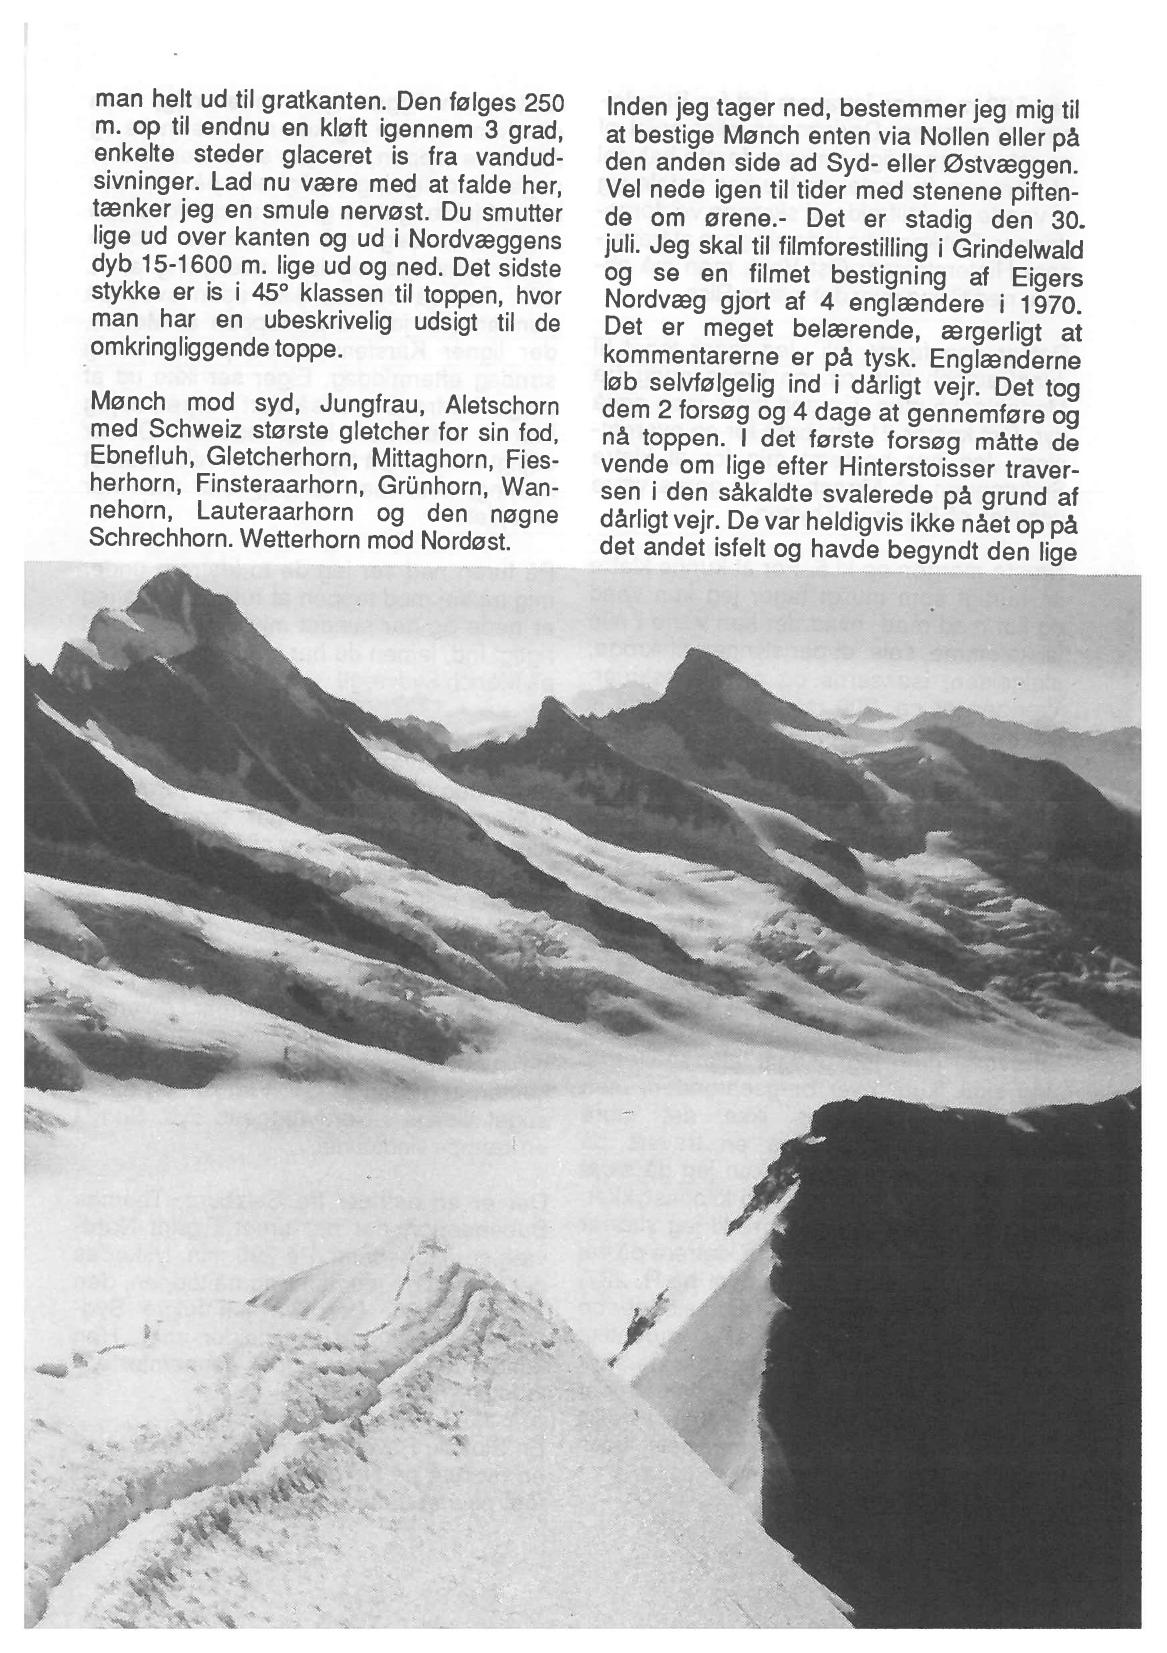 man helt ud til gratkanten. Den følges 250
m. op til endnu en kløft igennem 3 grad,
enkelte steder glaceret is fra vandud-
sivninger. Lad nu være med at falde her,
tænker jeg en smule nervøst. Du smutter
lige ud over kanten og ud i Nordvæggens
dyb 15-1600 m. lige ud og ned. Det sidste
stykke er is i 45° klassen til toppen, hvor
man har en ubeskrivelig udsigt til de
omkringliggende toppe.
Mønch mod syd, Jungfrau, Aletschorn
med Schweiz største gletcher for sin fod,
Ebnefluh, Gletcherhorn, Mittaghorn, Fies-
herhorn, Finsteraarhorn, Grünhorn, Wan-
nehorn, Lauteraarhorn og den nøgne
Schrechhorn. Wetterhorn mod Nordøst.
Inden jeg tager ned, bestemmer jeg mig til
at bestige Mønch enten via Nollen eller på
den anden side ad Syd- eller Østvæggen.
Vel nede igen til tider med stenene piften-
de om ørene.- Det er stadig den 30.
juli. Jeg skal til filmforestilling i Grindelwald
og se en filmet bestigning af Eigers
Nordvæg gjort af 4 englændere i 1970.
Det er meget belærende, ærgerligt at
kommentarerne er på tysk. Englænderne
løb selvfølgelig ind i dårligt vejr. Det tog
dem 2 forsøg og 4 dage at gennemføre og
nå toppen. I det første forsøg måtte de
vende om lige efter Hinterstoisser traver-
sen i den såkaldte svalerede på grund af
dårligt vejr. De var heldigvis ikke nået op på
det andet isfelt og havde begyndt den lige